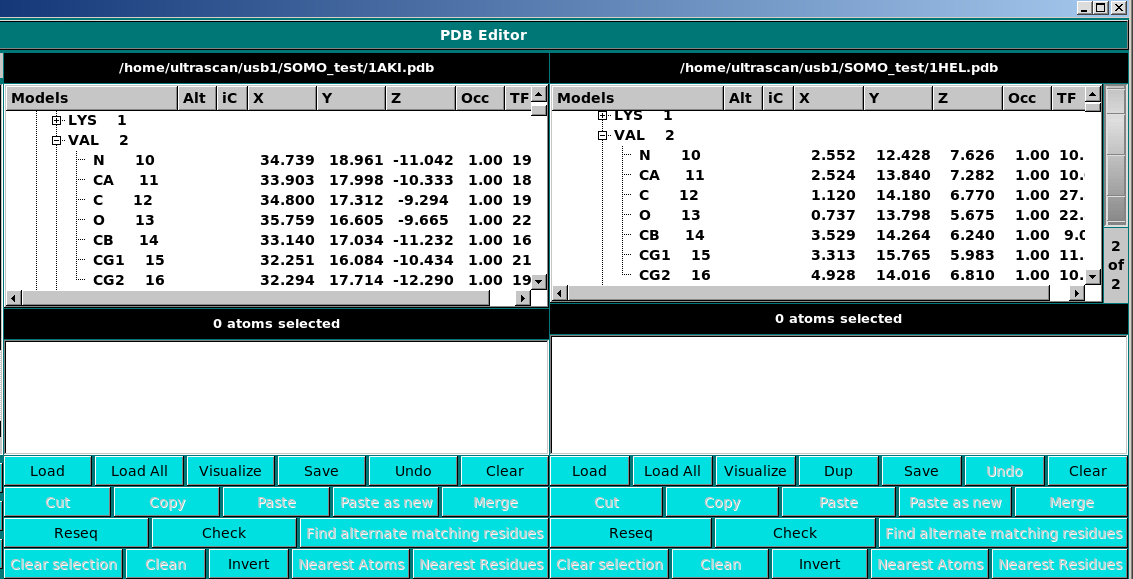 PDB Editor
/home/ultrascan/usb1/SOMO_test/1AKI.pdb
Models Alt iC X Y Z Occ TF
LYS 1
VAL 2
N 10 34.739 18.961 -11.042 1.00 19
CA 11 33.903 17.998 -10.333 1.00 18
C 12 34.800 17.312 -9.294 1.00 19
O 13 35.759 16.605 -9.665 1.00 22
CB 14 33.140 17.034 -11.232 1.00 16
CG1 15 32.251 16.084 -10.434 1.00 21
CG2 16 32.294 17.714 -12.290 1.00 19
0 atoms selected
Load Load All Visualize Save Undo Clear
Cut Copy Paste Paste as new Merge
Reseq Check Find alternate matching residues
Clear selection Clean Invert Nearest Atoms Nearest Residues
/home/ultrascan/usb1/SOMO_test/1HEL.pdb
Models Alt iC X Y Z Occ TF
LYS 1
VAL 2
N 10 2.552 12.428 7.626 1.00 10.
CA 11 2.524 13.840 7.282 1.00 10.
C 12 1.120 14.180 6.770 1.00 27.
O 13 0.737 13.798 5.675 1.00 22.
CB 14 3.529 14.264 6.240 1.00 9.0
CG1 15 3.313 15.765 5.983 1.00 11.
CG2 16 4.928 14.016 6.810 1.00 10.
2
of
2
0 atoms selected
Load Load All Visualize Dup Save Undo Clear
Cut Copy Paste Paste as new Merge
Reseq Check Find alternate matching residues
Clear selection Clean Invert Nearest Atoms Nearest Residues